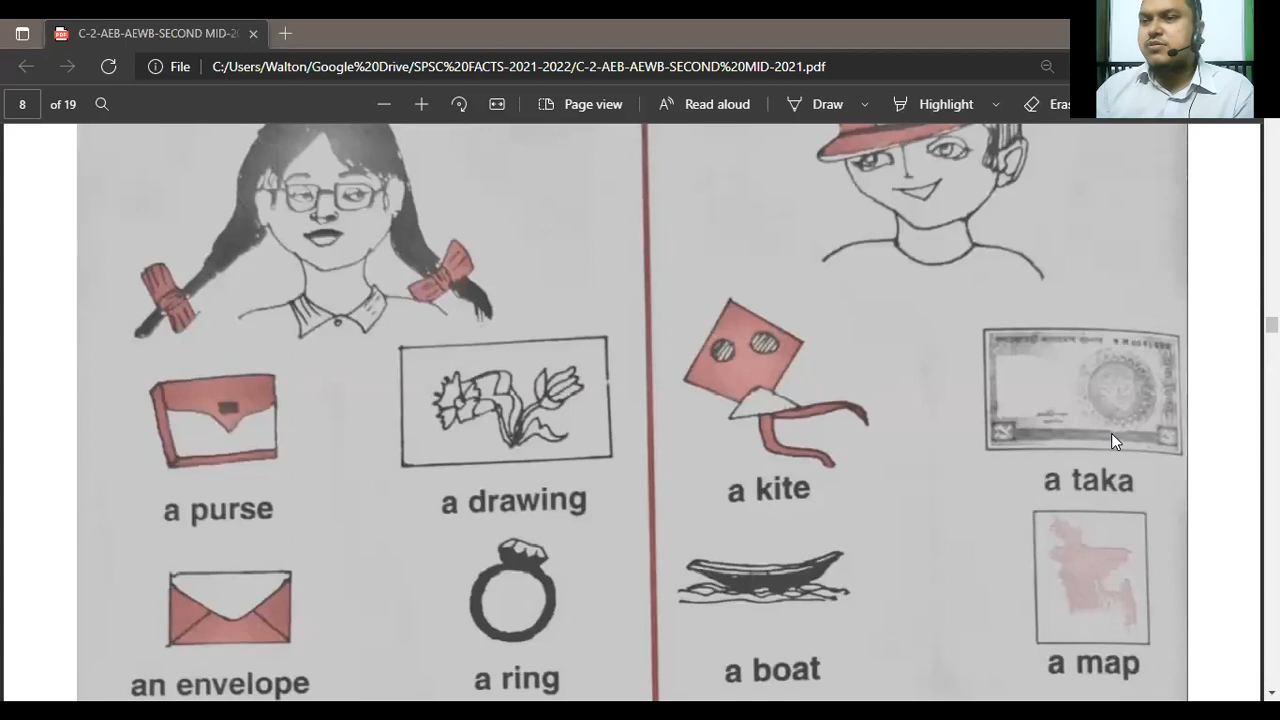 C-2-AEB-AEWB-SECOND MID-2
File
C:/Users/Walton/Google%20Drive/SPSC%20FACTS-2021-2022/C-2-AEB-AEWB-SECOND%20MID-2021.pdf
8 of 19
Page view
Read aloud
Draw
Highlight
Eras
a purse
a drawing
an envelope
a ring
a kite
a taka
a boat
a map